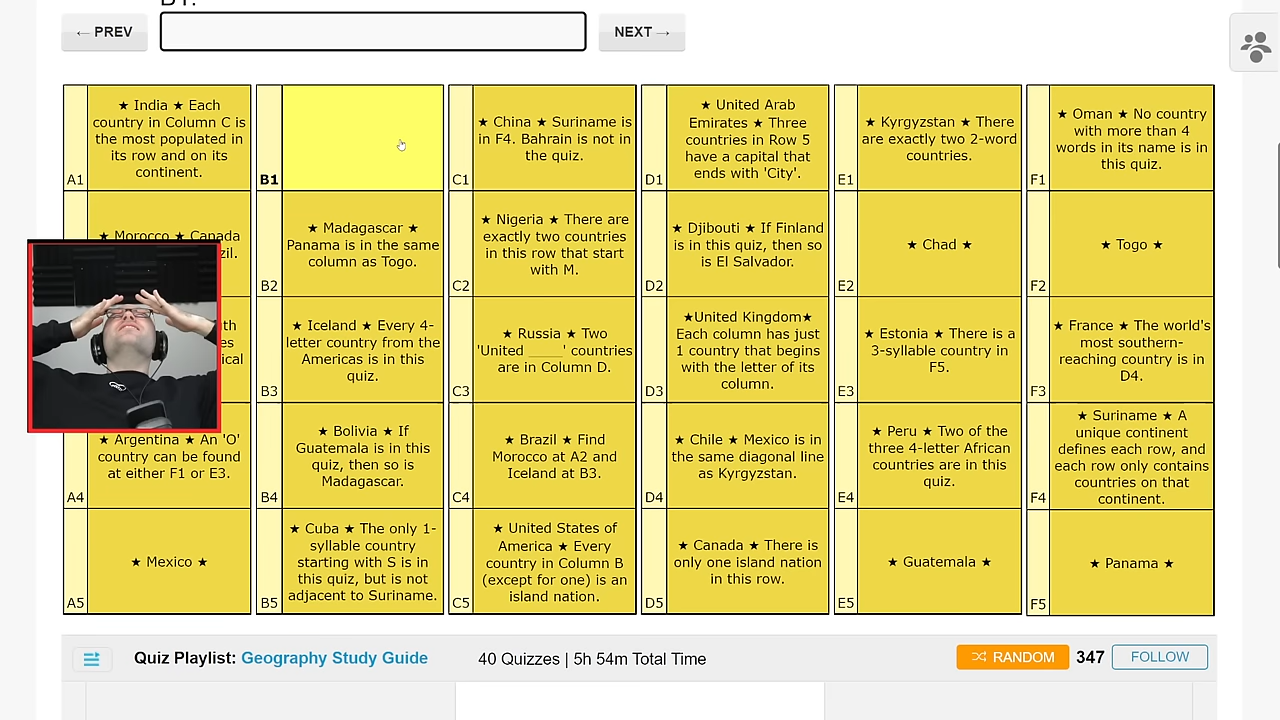 ← PREV
NEXT →
★ India ★ Each
country in Column C is
the most populated in
its row and on its
continent.
A1
B1
★ China ★ Suriname is
in F4. Bahrain is not in
the quiz.
C1
★ United Arab
Emirates ★ Three
countries in Row 5
have a capital that
ends with 'City'.
D1
★ Kyrgyzstan ★ There
are exactly two 2-word
countries.
E1
★ Oman ★ No country
with more than 4
words in its name is in
this quiz.
F1
★ Morocco ★ Canada
★ Madagascar ★
Panama is in the same
column as Togo.
B2
★ Nigeria ★ There are
exactly two countries
in this row that start
with M.
C2
★ Djibouti ★ If Finland
is in this quiz, then so
is El Salvador.
D2
★ Chad ★
E2
★ Togo ★
F2
★ Iceland ★ Every 4-
letter country from the
Americas is in this
quiz.
B3
★ Russia ★ Two
'United ____' countries
are in Column D.
C3
★United Kingdom★
Each column has just
1 country that begins
with the letter of its
column.
D3
★ Estonia ★ There is a
3-syllable country in
F5.
E3
★ France ★ The world's
most southern-
reaching country is in
D4.
F3
★ Argentina ★ An 'O'
country can be found
at either F1 or E3.
A4
★ Bolivia ★ If
Guatemala is in this
quiz, then so is
Madagascar.
B4
★ Brazil ★ Find
Morocco at A2 and
Iceland at B3.
C4
★ Chile ★ Mexico is in
the same diagonal line
as Kyrgyzstan.
D4
★ Peru ★ Two of the
three 4-letter African
countries are in this
quiz.
E4
★ Suriname ★ A
unique continent
defines each row, and
each row only contains
countries on that
continent.
F4
★ Mexico ★
A5
★ Cuba ★ The only 1-
syllable country
starting with S is in
this quiz, but is not
adjacent to Suriname.
B5
★ United States of
America ★ Every
country in Column B
(except for one) is an
island nation.
C5
★ Canada ★ There is
only one island nation
in this row.
D5
★ Guatemala ★
E5
★ Panama ★
F5
Quiz Playlist: Geography Study Guide
40 Quizzes | 5h 54m Total Time
RANDOM
347
FOLLOW